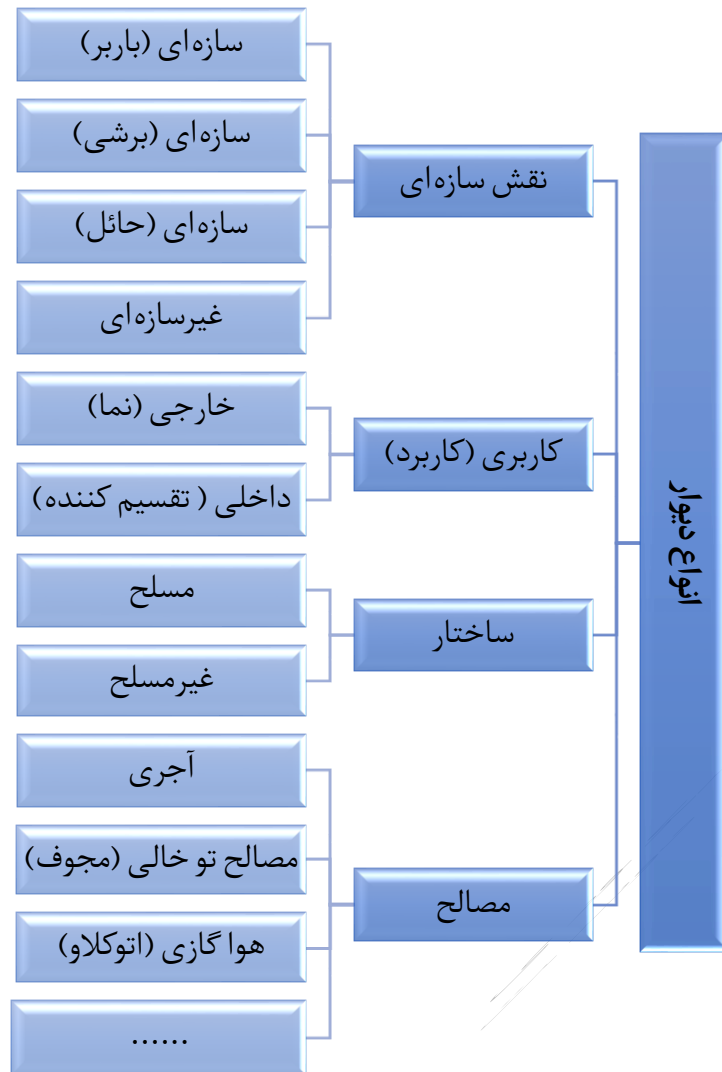 انواع دیوار
نقش سازه‌ای
سازه‌ای (باربر)
سازه‌ای (برشی)
سازه‌ای (حائل)
غیرسازه‌ای
کاربری (کاربرد)
خارجی (نما)
داخلی ( تقسیم کننده)
ساختار
مسلح
غیرمسلح
مصالح
آجری
مصالح تو خالی (مجوف)
هوا گازی (اتوکلاو)
......